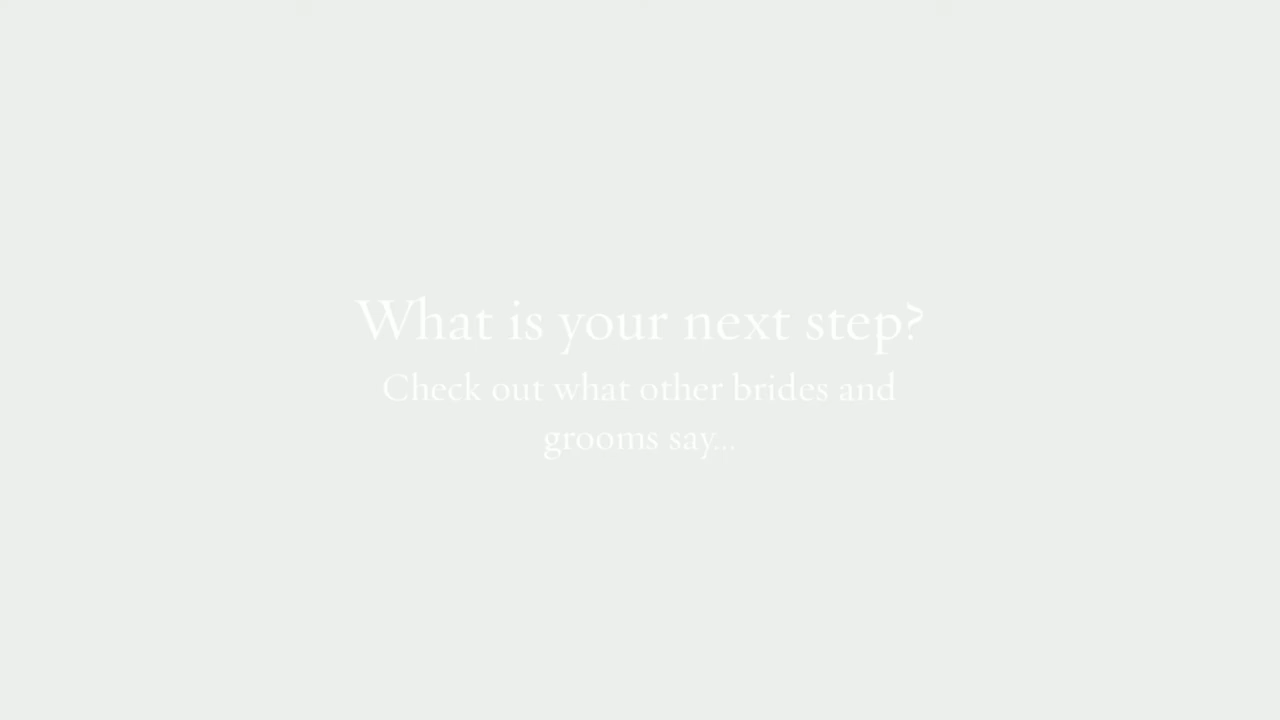 What is your next step?
Check out what other brides and
grooms say...